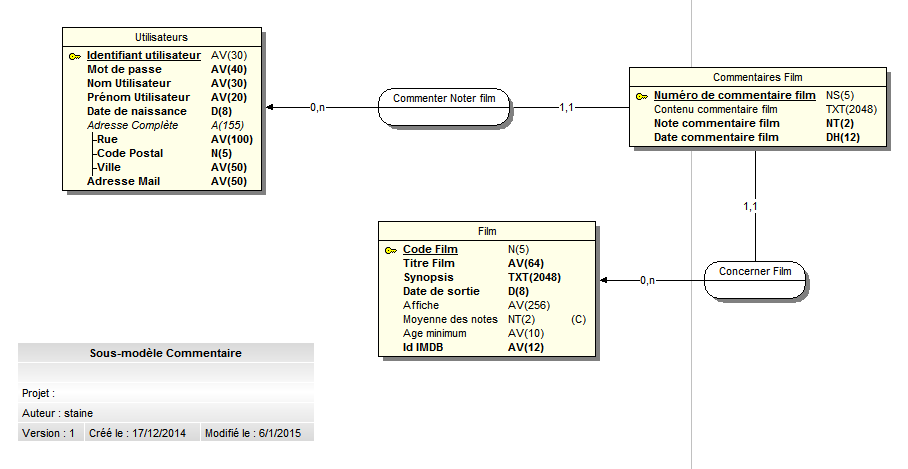 Utilisateurs
Identifiant utilisateur AV(30)
Mot de passe AV(40)
Nom Utilisateur AV(30)
Prénom Utilisateur AV(20)
Date de naissance D(8)
Adresse Complète A(155)
Rue AV(100)
Code Postal N(5)
Ville AV(50)
Adresse Mail AV(50)
0,n
Commenter Noter film
1,1
Commentaires Film
Numéro de commentaire film NS(5)
Contenu commentaire film TXT(2048)
Note commentaire film NT(2)
Date commentaire film DH(12)
1,1
Concerner Film
0,n
Film
Code Film N(5)
Titre Film AV(64)
Synopsis TXT(2048)
Date de sortie D(8)
Affiche AV(256)
Moyenne des notes NT(2) (C)
Age minimum AV(10)
Id IMDB AV(12)
Sous-modèle Commentaire
Projet :
Auteur : staine
Version : 1 Créé le : 17/12/2014 Modifié le : 6/1/2015